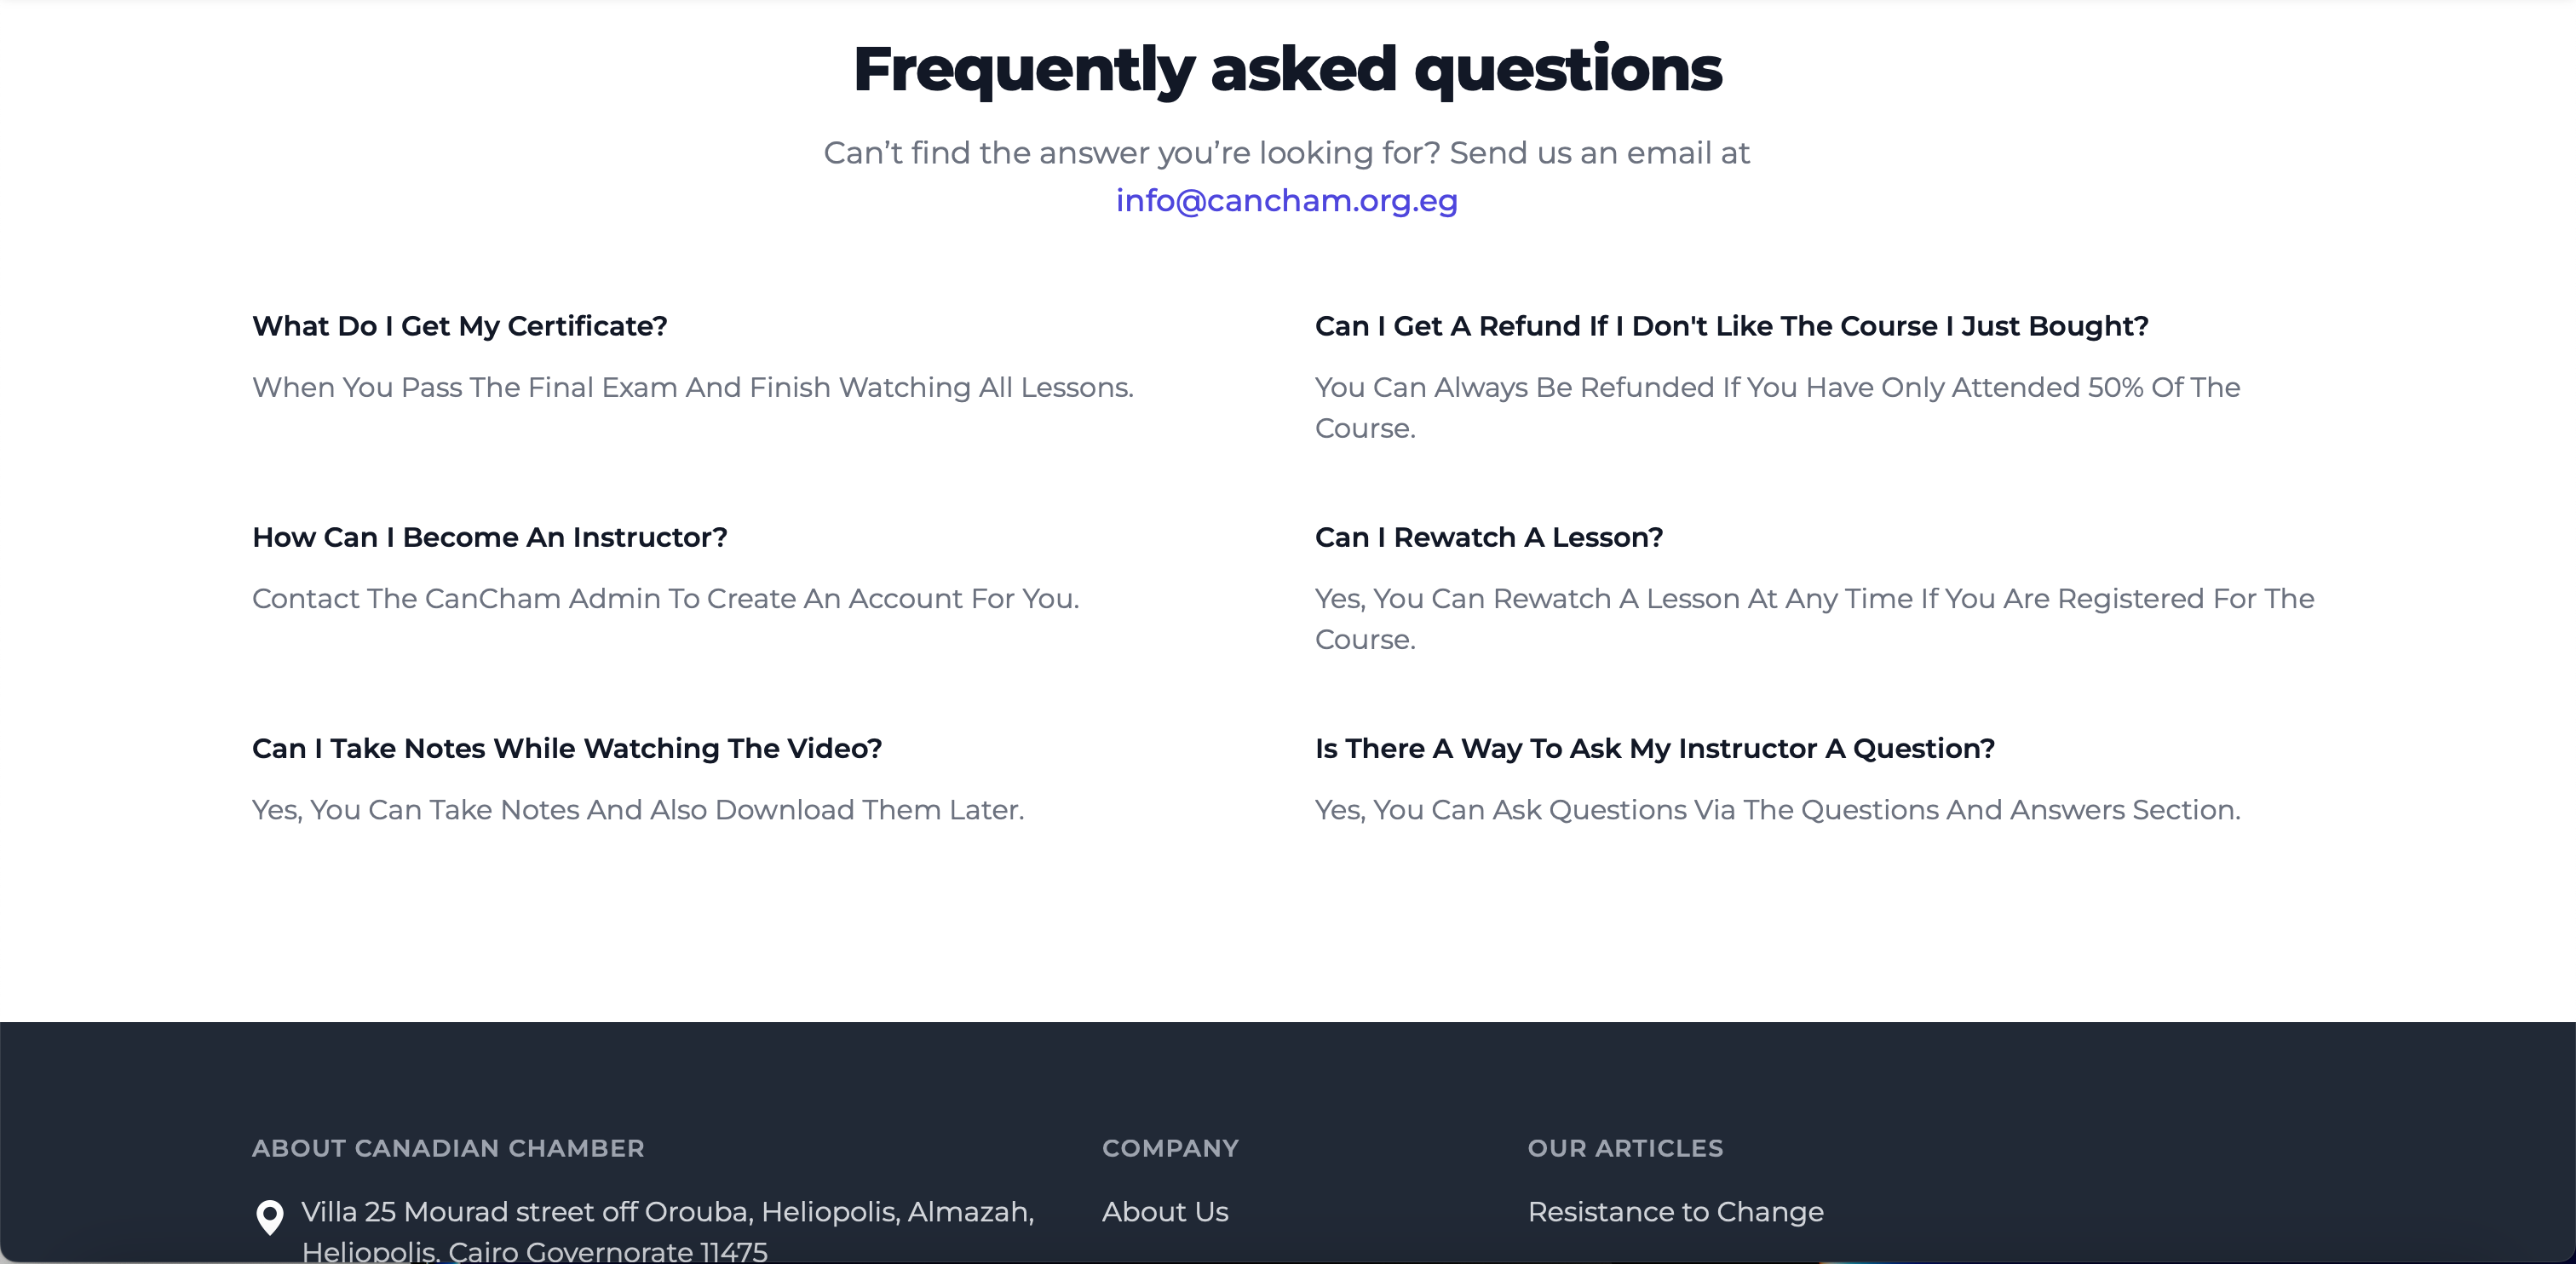 Frequently asked questions
Can’t find the answer you’re looking for? Send us an email at
info@cancham.org.eg
What Do I Get My Certificate?
When You Pass The Final Exam And Finish Watching All Lessons.
Can I Get A Refund If I Don't Like The Course I Just Bought?
You Can Always Be Refunded If You Have Only Attended 50% Of The
Course.
How Can I Become An Instructor?
Contact The CanCham Admin To Create An Account For You.
Can I Rewatch A Lesson?
Yes, You Can Rewatch A Lesson At Any Time If You Are Registered For The
Course.
Can I Take Notes While Watching The Video?
Yes, You Can Take Notes And Also Download Them Later.
Is There A Way To Ask My Instructor A Question?
Yes, You Can Ask Questions Via The Questions And Answers Section.
ABOUT CANADIAN CHAMBER
Villa 25 Mourad street off Orouba, Heliopolis, Almazah,
Heliopolis, Cairo Governorate 11475
COMPANY
About Us
OUR ARTICLES
Resistance to Change